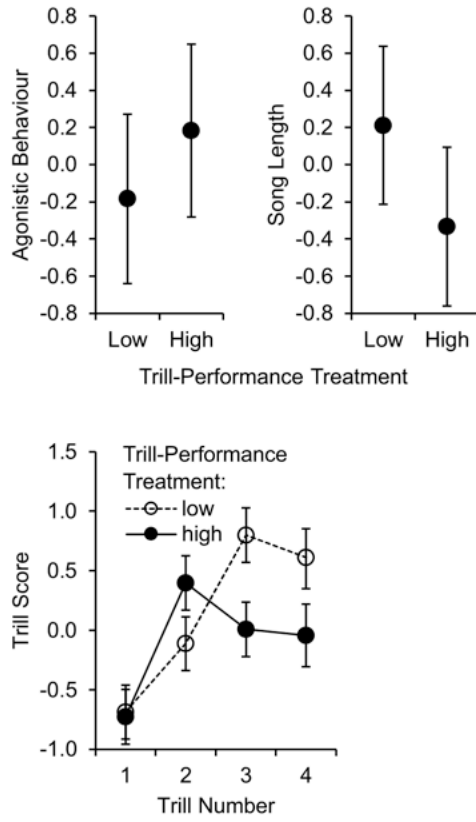 Agonistic Behaviour
0.8
0.6
0.4
0.2
0.0
-0.2
-0.4
-0.6
-0.8
Low High
Song Length
0.8
0.6
0.4
0.2
0.0
-0.2
-0.4
-0.6
-0.8
Low High
Trill-Performance Treatment
Trill Score
1.5
1.0
0.5
0.0
-0.5
-1.0
Trill-Performance
Treatment:
low
high
1 2 3 4
Trill Number